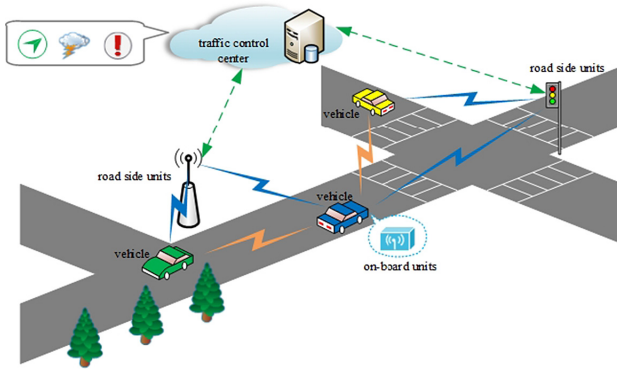 traffic control
center
road side units
vehicle
road side units
vehicle
vehicle
on-board units